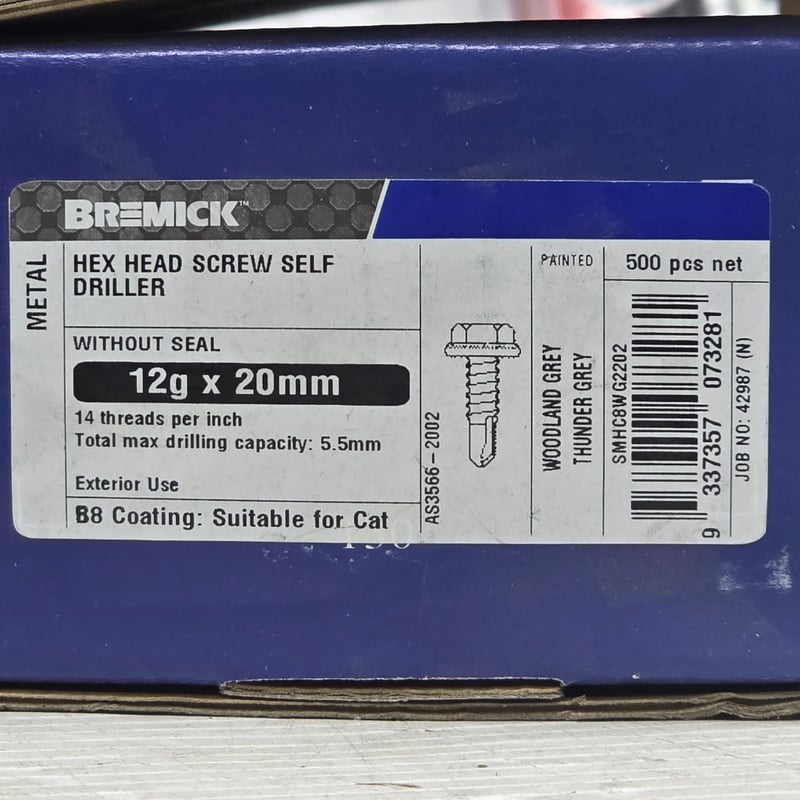 BREMICK™
METAL
HEX HEAD SCREW SELF
DRILLER
WITHOUT SEAL
12g x 20mm
14 threads per inch
Total max drilling capacity: 5.5mm
Exterior Use
B8 Coating: Suitable for Cat
AS3566-2002
PAINTED
WOODLAND GREY
THUNDER GREY
500 pcs net
SMHC8WG2202
9 337357 073281
JOB NO: 42987 (N)